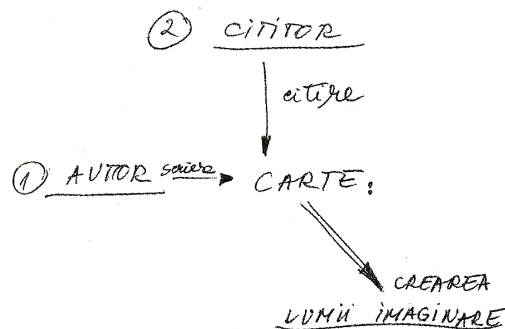 ② CITITOR
citire
① AUTOR scriere CARTE:
CREAREA
LUMII IMAGINARE